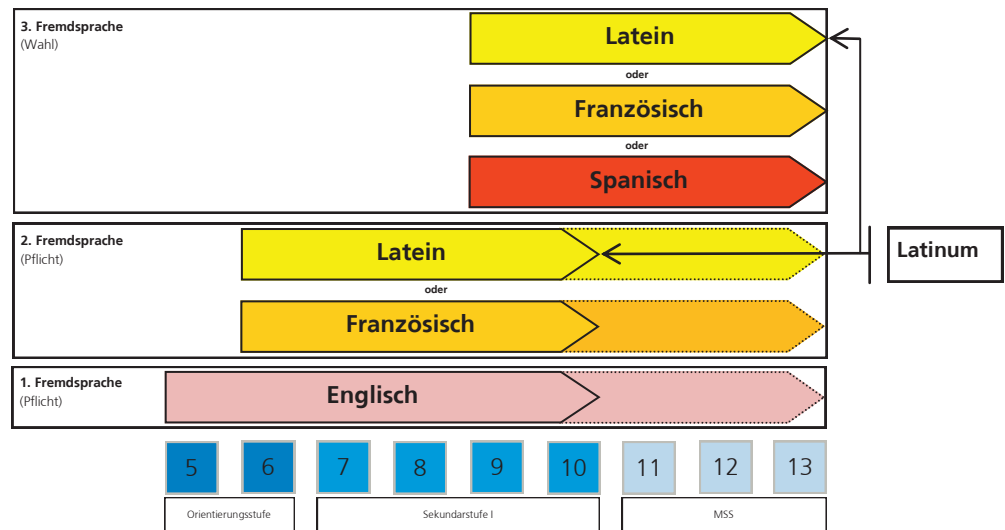 3. Fremdsprache
(Wahl)
Latein
oder
Französisch
oder
Spanisch
2. Fremdsprache
(Pflicht)
Latein
oder
Französisch
Latinum
1. Fremdsprache
(Pflicht)
Englisch
5 6 7 8 9 10 11 12 13
Orientierungsstufe Sekundarstufe I MSS